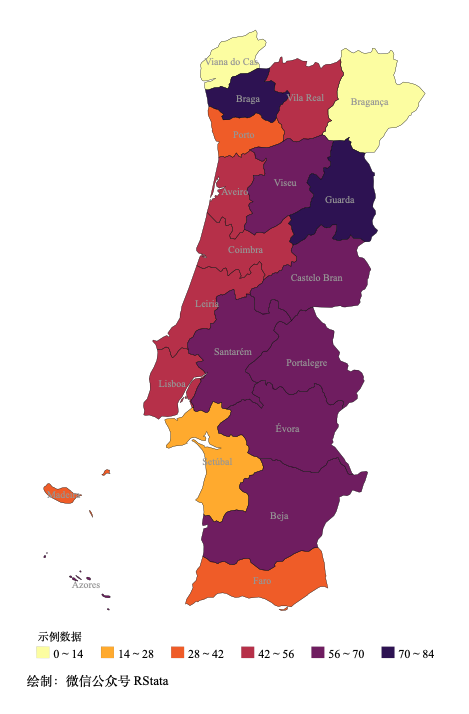 Viana do Cas
Braga
Vila Real
Bragança
Porto
Aveiro
Viseu
Guarda
Coimbra
Castelo Bran
Leiria
Santarém
Portalegre
Lisboa
Évora
Setúbal
Madeira
Beja
Azores
Faro
示例数据
0 ~ 14 14 ~ 28 28 ~ 42 42 ~ 56 56 ~ 70 70 ~ 84
绘制：微信公众号 RStata